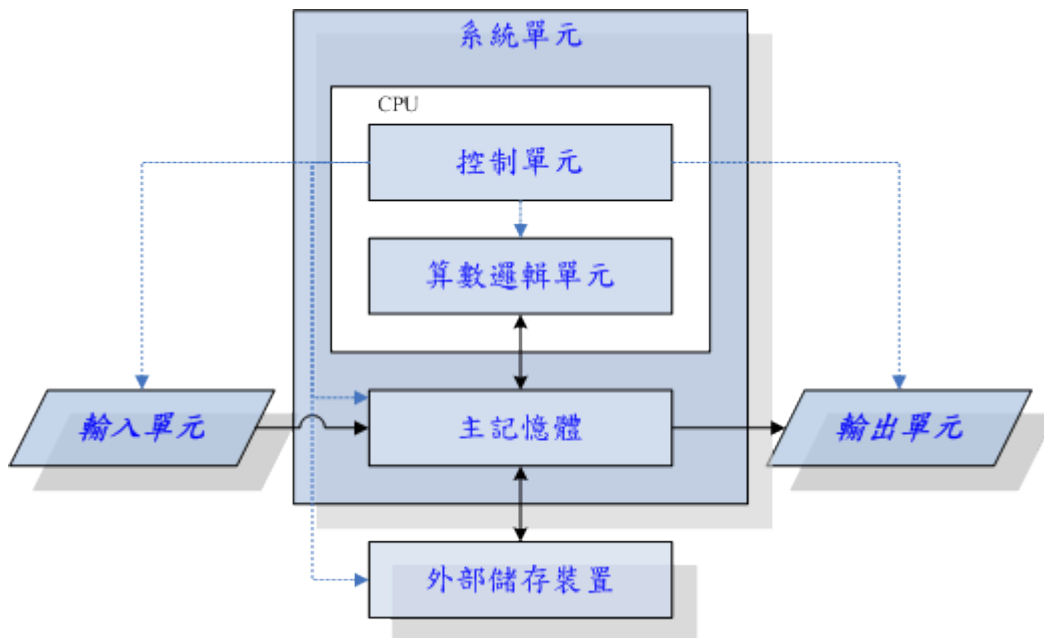 系統單元
CPU
控制單元
算數邏輯單元
輸入單元
主記憶體
輸出單元
外部儲存裝置